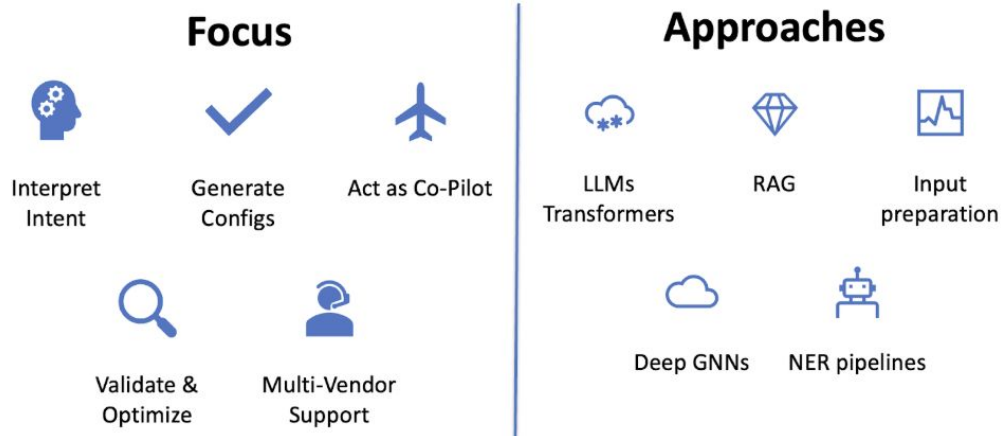 Focus
Interpret
Intent
Generate
Configs
Act as Co-Pilot
Validate &
Optimize
Multi-Vendor
Support
Approaches
LLMs
Transformers
RAG
Input
preparation
Deep GNNs
NER pipelines